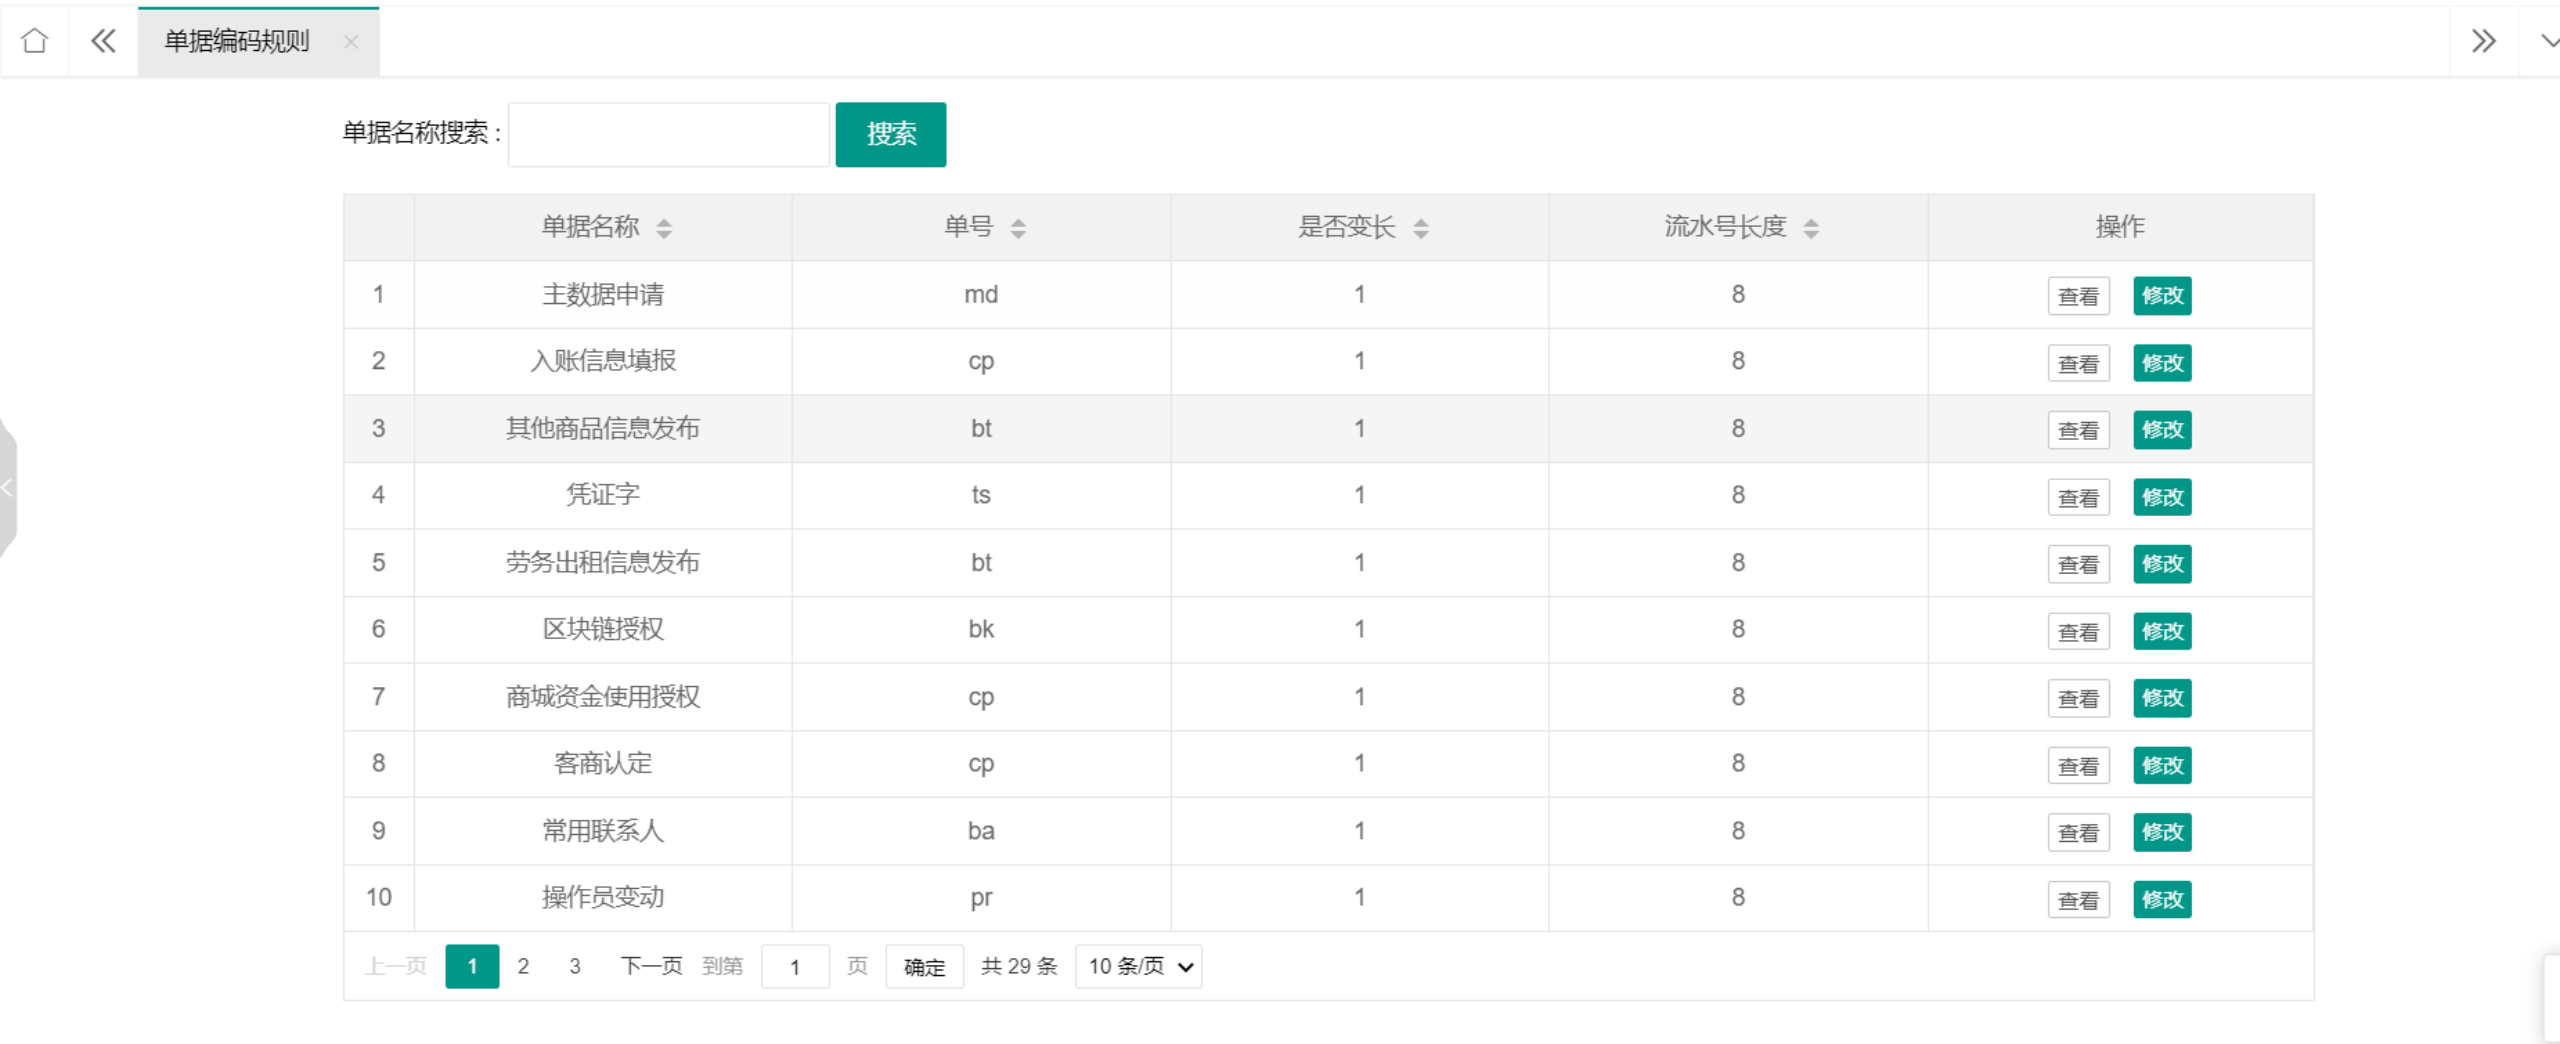 单据编码规则
单据名称搜索： 搜索
单据名称 单号 是否变长 流水号长度 操作
1 主数据申请 md 1 8 查看 修改
2 入账信息填报 cp 1 8 查看 修改
3 其他商品信息发布 bt 1 8 查看 修改
4 凭证字 ts 1 8 查看 修改
5 劳务出租信息发布 bt 1 8 查看 修改
6 区块链授权 bk 1 8 查看 修改
7 商城资金使用授权 cp 1 8 查看 修改
8 客商认定 cp 1 8 查看 修改
9 常用联系人 ba 1 8 查看 修改
10 操作员变动 pr 1 8 查看 修改
上一页 1 2 3 下一页 到第 1 页 确定 共 29 条 10 条/页